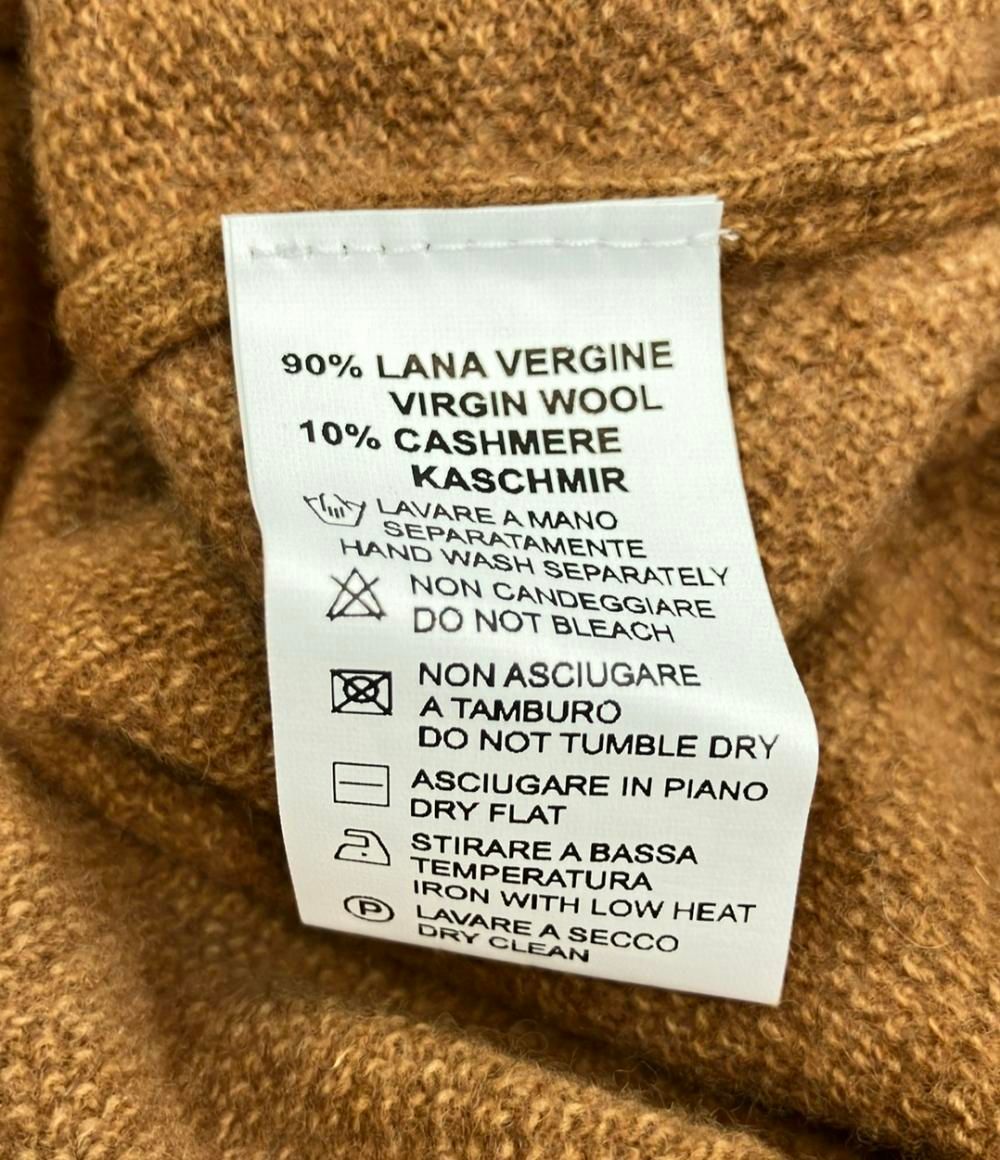 90% LANA VERGINE
VIRGIN WOOL
10% CASHMERE
KASCHMIR
LAVARE A MANO
SEPARATAMENTE
HAND WASH SEPARATELY
NON CANDEGGIARE
DO NOT BLEACH
NON ASCIUGARE
A TAMBURO
DO NOT TUMBLE DRY
ASCIUGARE IN PIANO
DRY FLAT
STIRARE A BASSA
TEMPERATURA
IRON WITH LOW HEAT
P LAVARE A SECCO
DRY CLEAN